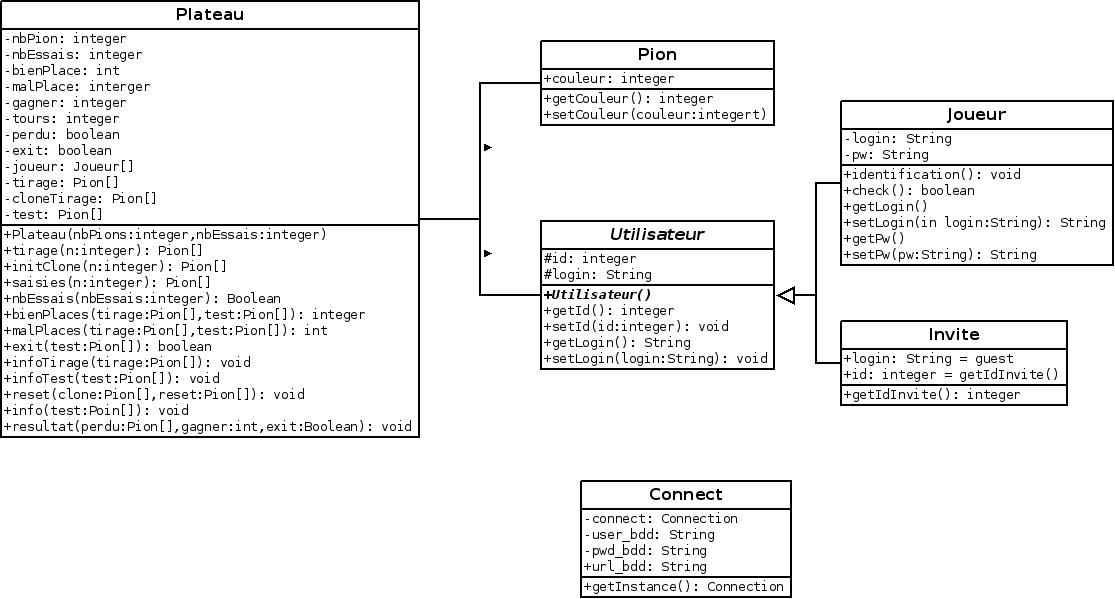 Plateau
-nbPion: integer
-nbEssais: integer
-bienPlace: int
-malPlace: interger
-gagner: integer
-tours: integer
-perdu: boolean
-exit: boolean
-joueur: Joueur[]
-tirage: Pion[]
-cloneTirage: Pion[]
-test: Pion[]
+Plateau(nbPions:integer,nbEssais:integer)
+tirage(n:integer): Pion[]
+initClone(n:integer): Pion[]
+saisies(n:integer): Pion[]
+nbEssais(nbEssais:integer): Boolean
+bienPlaces(tirage:Pion[],test:Pion[]): integer
+malPlaces(tirage:Pion[],test:Pion[]): int
+exit(test:Pion[]): boolean
+infoTirage(tirage:Pion[]): void
+infoTest(test:Pion[]): void
+reset(clone:Pion[],reset:Pion[]): void
+info(test:Poin[]): void
+resultat(perdu:Pion[],gagner:int,exit:Boolean): void
Pion
+couleur: integer
+getCouleur(): integer
+setCouleur(couleur:integert)
Utilisateur
#id: integer
#login: String
+Utilisateur()
+getId(): integer
+setId(id:integer): void
+getLogin(): String
+setLogin(login:String): void
Joueur
-login: String
-pw: String
+identification(): void
+check(): boolean
+getLogin()
+setLogin(in login:String): String
+getPw()
+setPw(pw:String): String
Invite
+login: String = guest
+id: integer = getIdInvite()
+getIdInvite(): integer
Connect
-connect: Connection
-user_bdd: String
-pwd_bdd: String
+url_bdd: String
+getInstance(): Connection